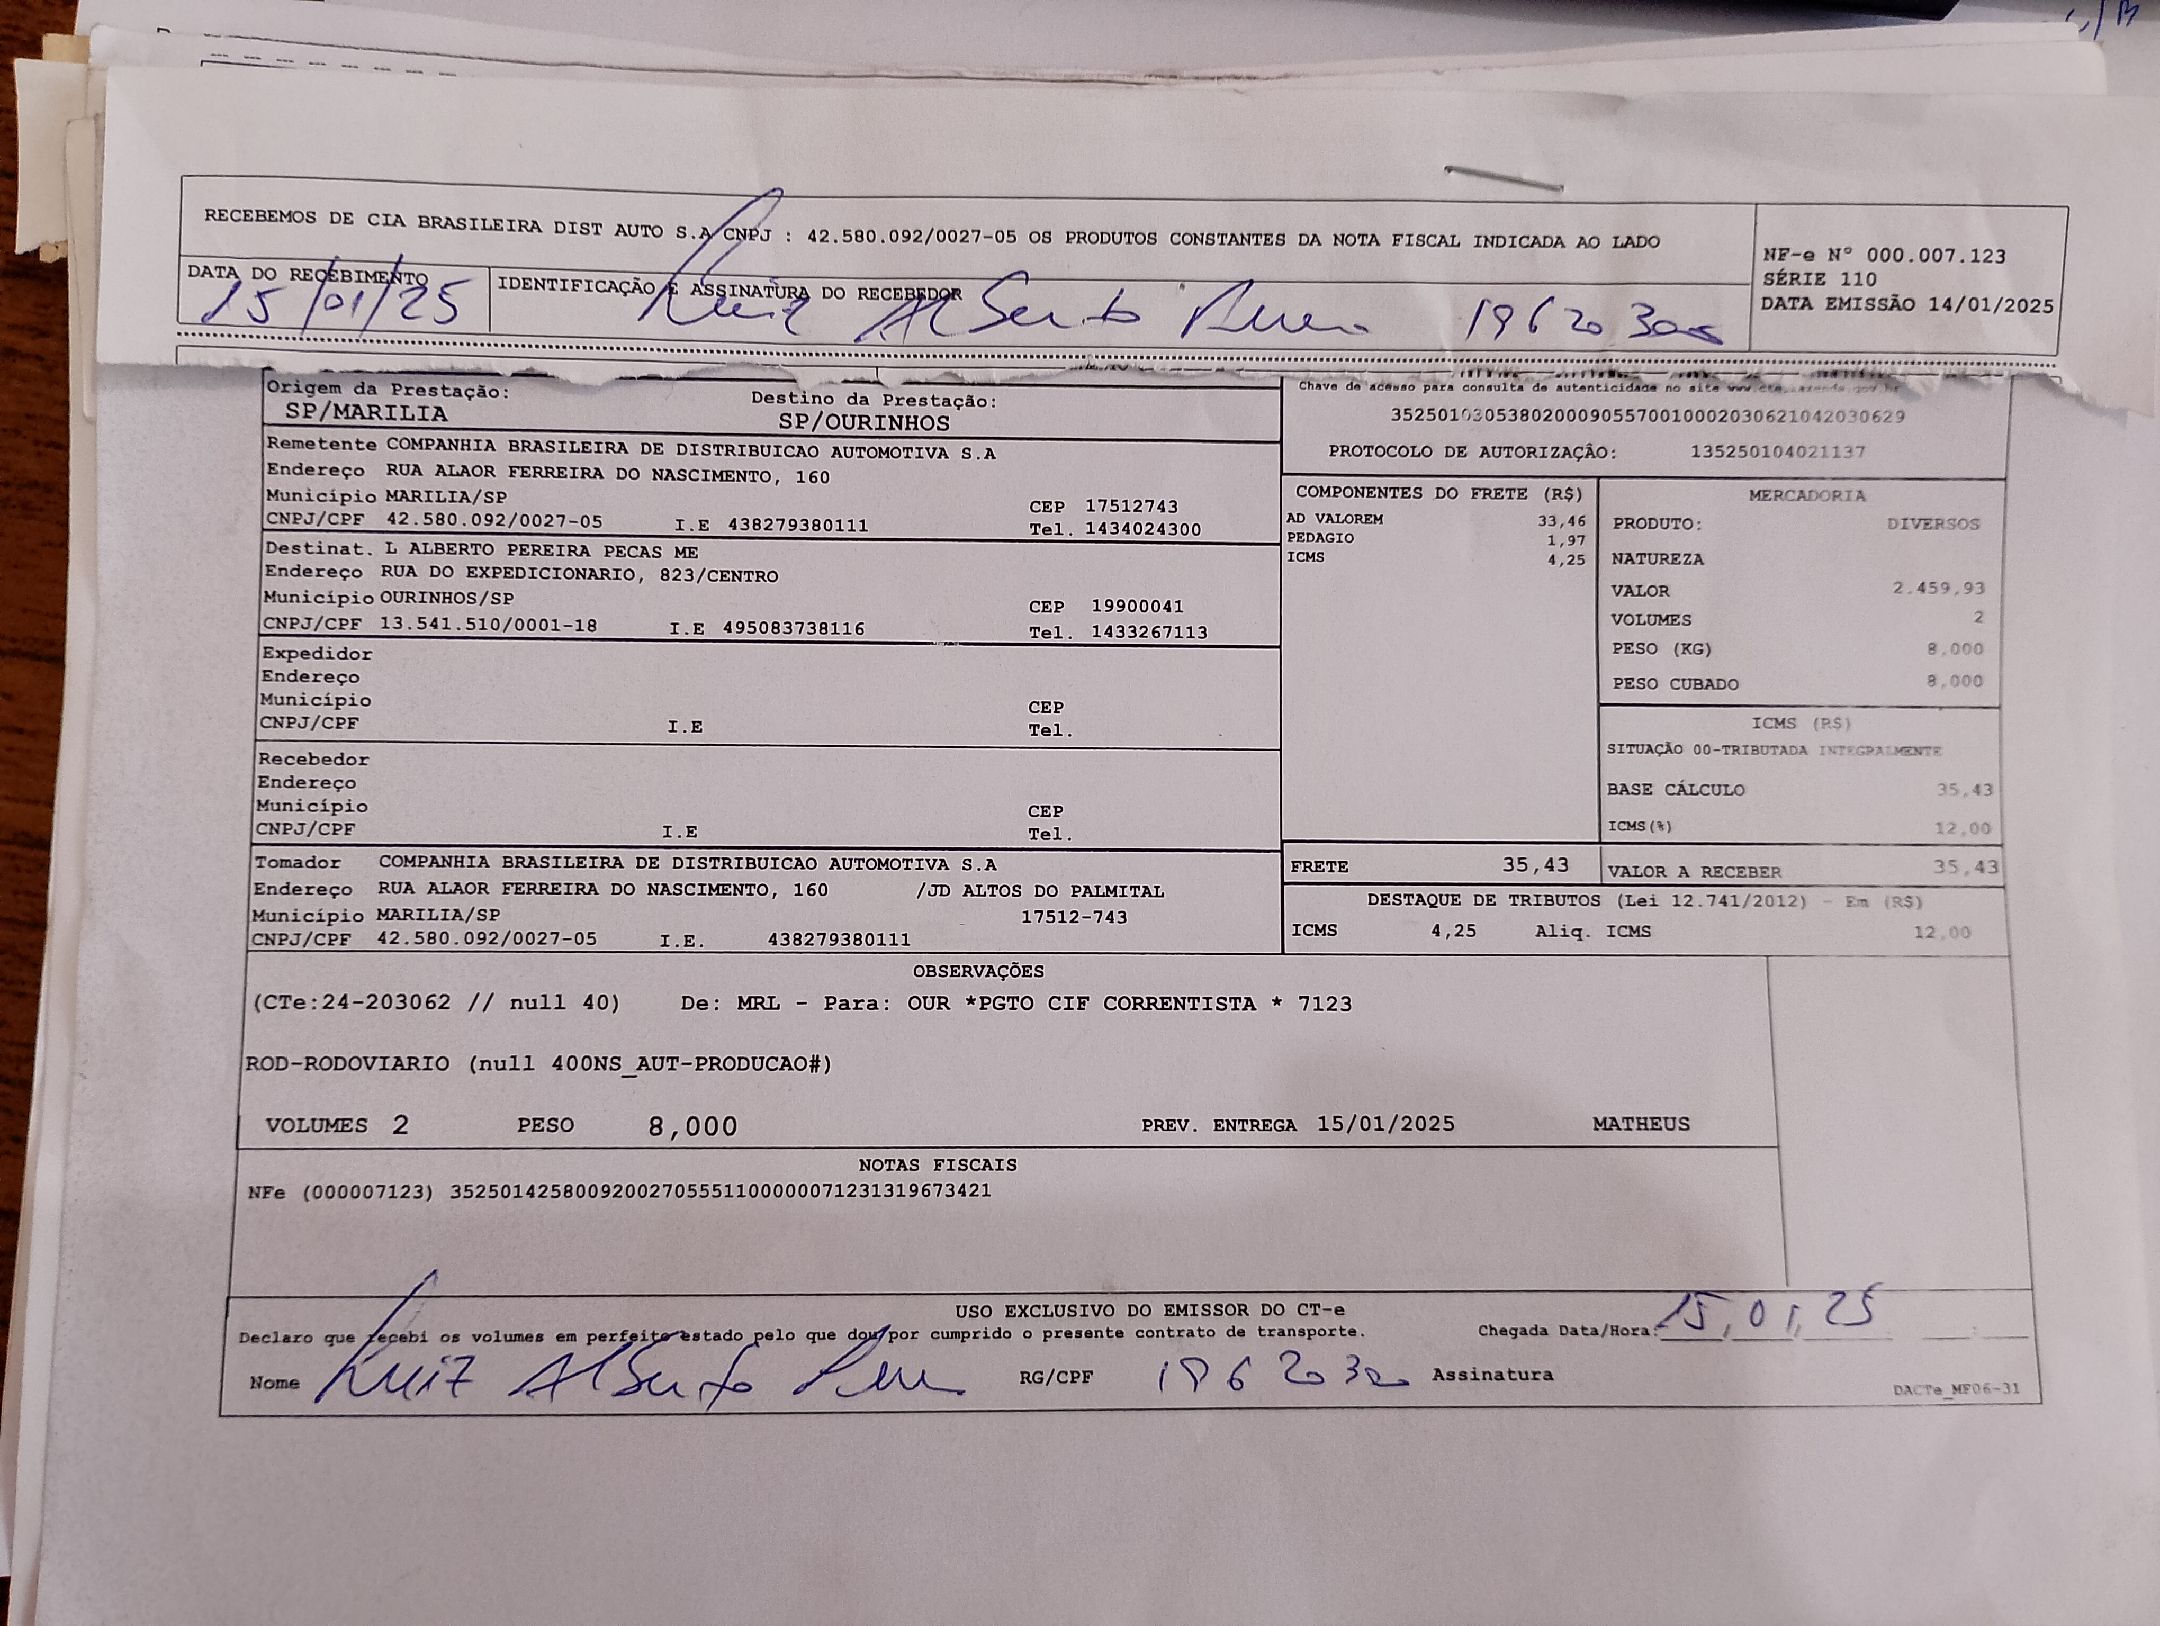 RECEBEMOS DE CIA BRASILEIRA DIST AUTO S.A CNPJ : 42.580.092/0027-05 OS PRODUTOS CONSTANTES DA NOTA FISCAL INDICADA AO LADO
NF-e Nº 000.007.123
SÉRIE 110
DATA EMISSÃO 14/01/2025
DATA DO RECEBIMENTO
15/01/25
IDENTIFICAÇÃO E ASSINATURA DO RECEBEDOR
Luiz Alberto
Origem da Prestação:
SP/MARILIA
Destino da Prestação:
SP/OURINHOS
Chave de acesso para consulta de autenticidade no site
35250103053802000905570010002030621042030629
PROTOCOLO DE AUTORIZAÇÂO: 135250104021137
Remetente COMPANHIA BRASILEIRA DE DISTRIBUICAO AUTOMOTIVA S.A
Endereço RUA ALAOR FERREIRA DO NASCIMENTO, 160
Município MARILIA/SP CEP 17512743
CNPJ/CPF 42.580.092/0027-05 I.E 438279380111 Tel. 1434024300
Destinat. L ALBERTO PEREIRA PECAS ME
Endereço RUA DO EXPEDICIONARIO, 823/CENTRO
Município OURINHOS/SP CEP 19900041
CNPJ/CPF 13.541.510/0001-18 I.E 495083738116 Tel. 1433267113
Expedidor
Endereço
Município CEP
CNPJ/CPF I.E Tel.
Recebedor
Endereço
Município CEP
CNPJ/CPF I.E Tel.
Tomador COMPANHIA BRASILEIRA DE DISTRIBUICAO AUTOMOTIVA S.A
Endereço RUA ALAOR FERREIRA DO NASCIMENTO, 160 /JD ALTOS DO PALMITAL
Município MARILIA/SP 17512-743
CNPJ/CPF 42.580.092/0027-05 I.E. 438279380111
COMPONENTES DO FRETE (R$)
AD VALOREM 33,46
PEDAGIO 1,97
ICMS 4,25
MERCADORIA
PRODUTO: DIVERSOS
NATUREZA
VALOR 2.459,93
VOLUMES 2
PESO (KG) 8,000
PESO CUBADO 8,000
ICMS (R$)
SITUAÇÃO 00-TRIBUTADA INTEGRALMENTE
BASE CÁLCULO 35,43
ICMS(%) 12,00
FRETE 35,43
VALOR A RECEBER 35,43
DESTAQUE DE TRIBUTOS (Lei 12.741/2012) - Em (R$)
ICMS 4,25 Aliq. ICMS 12,00
OBSERVAÇÕES
(CTe:24-203062 // null 40) De: MRL - Para: OUR *PGTO CIF CORRENTISTA * 7123
ROD-RODOVIARIO (null 400NS_AUT-PRODUCAO#)
VOLUMES 2 PESO 8,000 PREV. ENTREGA 15/01/2025 MATHEUS
NOTAS FISCAIS
NFe (000007123) 35250142580092002705551100000071231319673421
USO EXCLUSIVO DO EMISSOR DO CT-e
Declaro que recebi os volumes em perfeito estado pelo que dou por cumprido o presente contrato de transporte. Chegada Data/Hora: 15,01,25
Nome Luiz Alberto RG/CPF Assinatura
DACTe_MF06-31